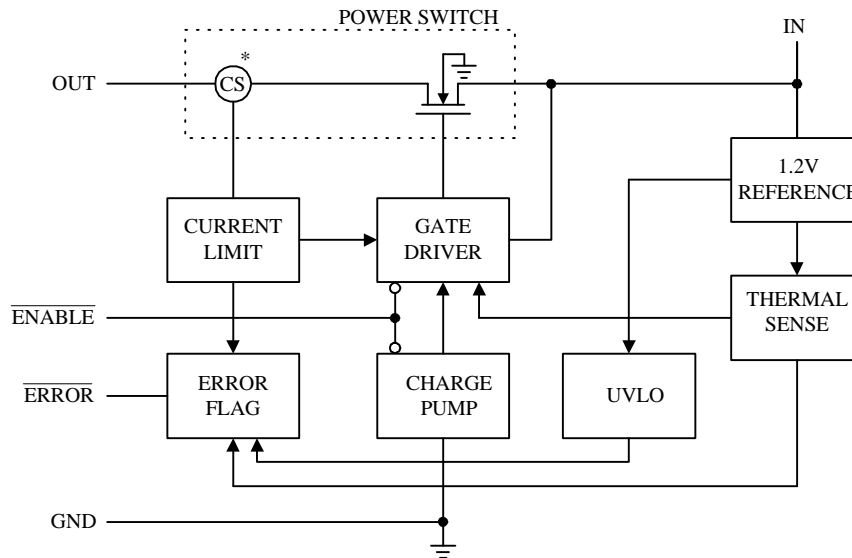 POWER SWITCH
IN
*
OUT
CS
1.2V
REFERENCE
CURRENT
LIMIT
GATE
DRIVER
THERMAL
SENSE
ENABLE
ERROR
ERROR
FLAG
CHARGE
PUMP
UVLO
GND